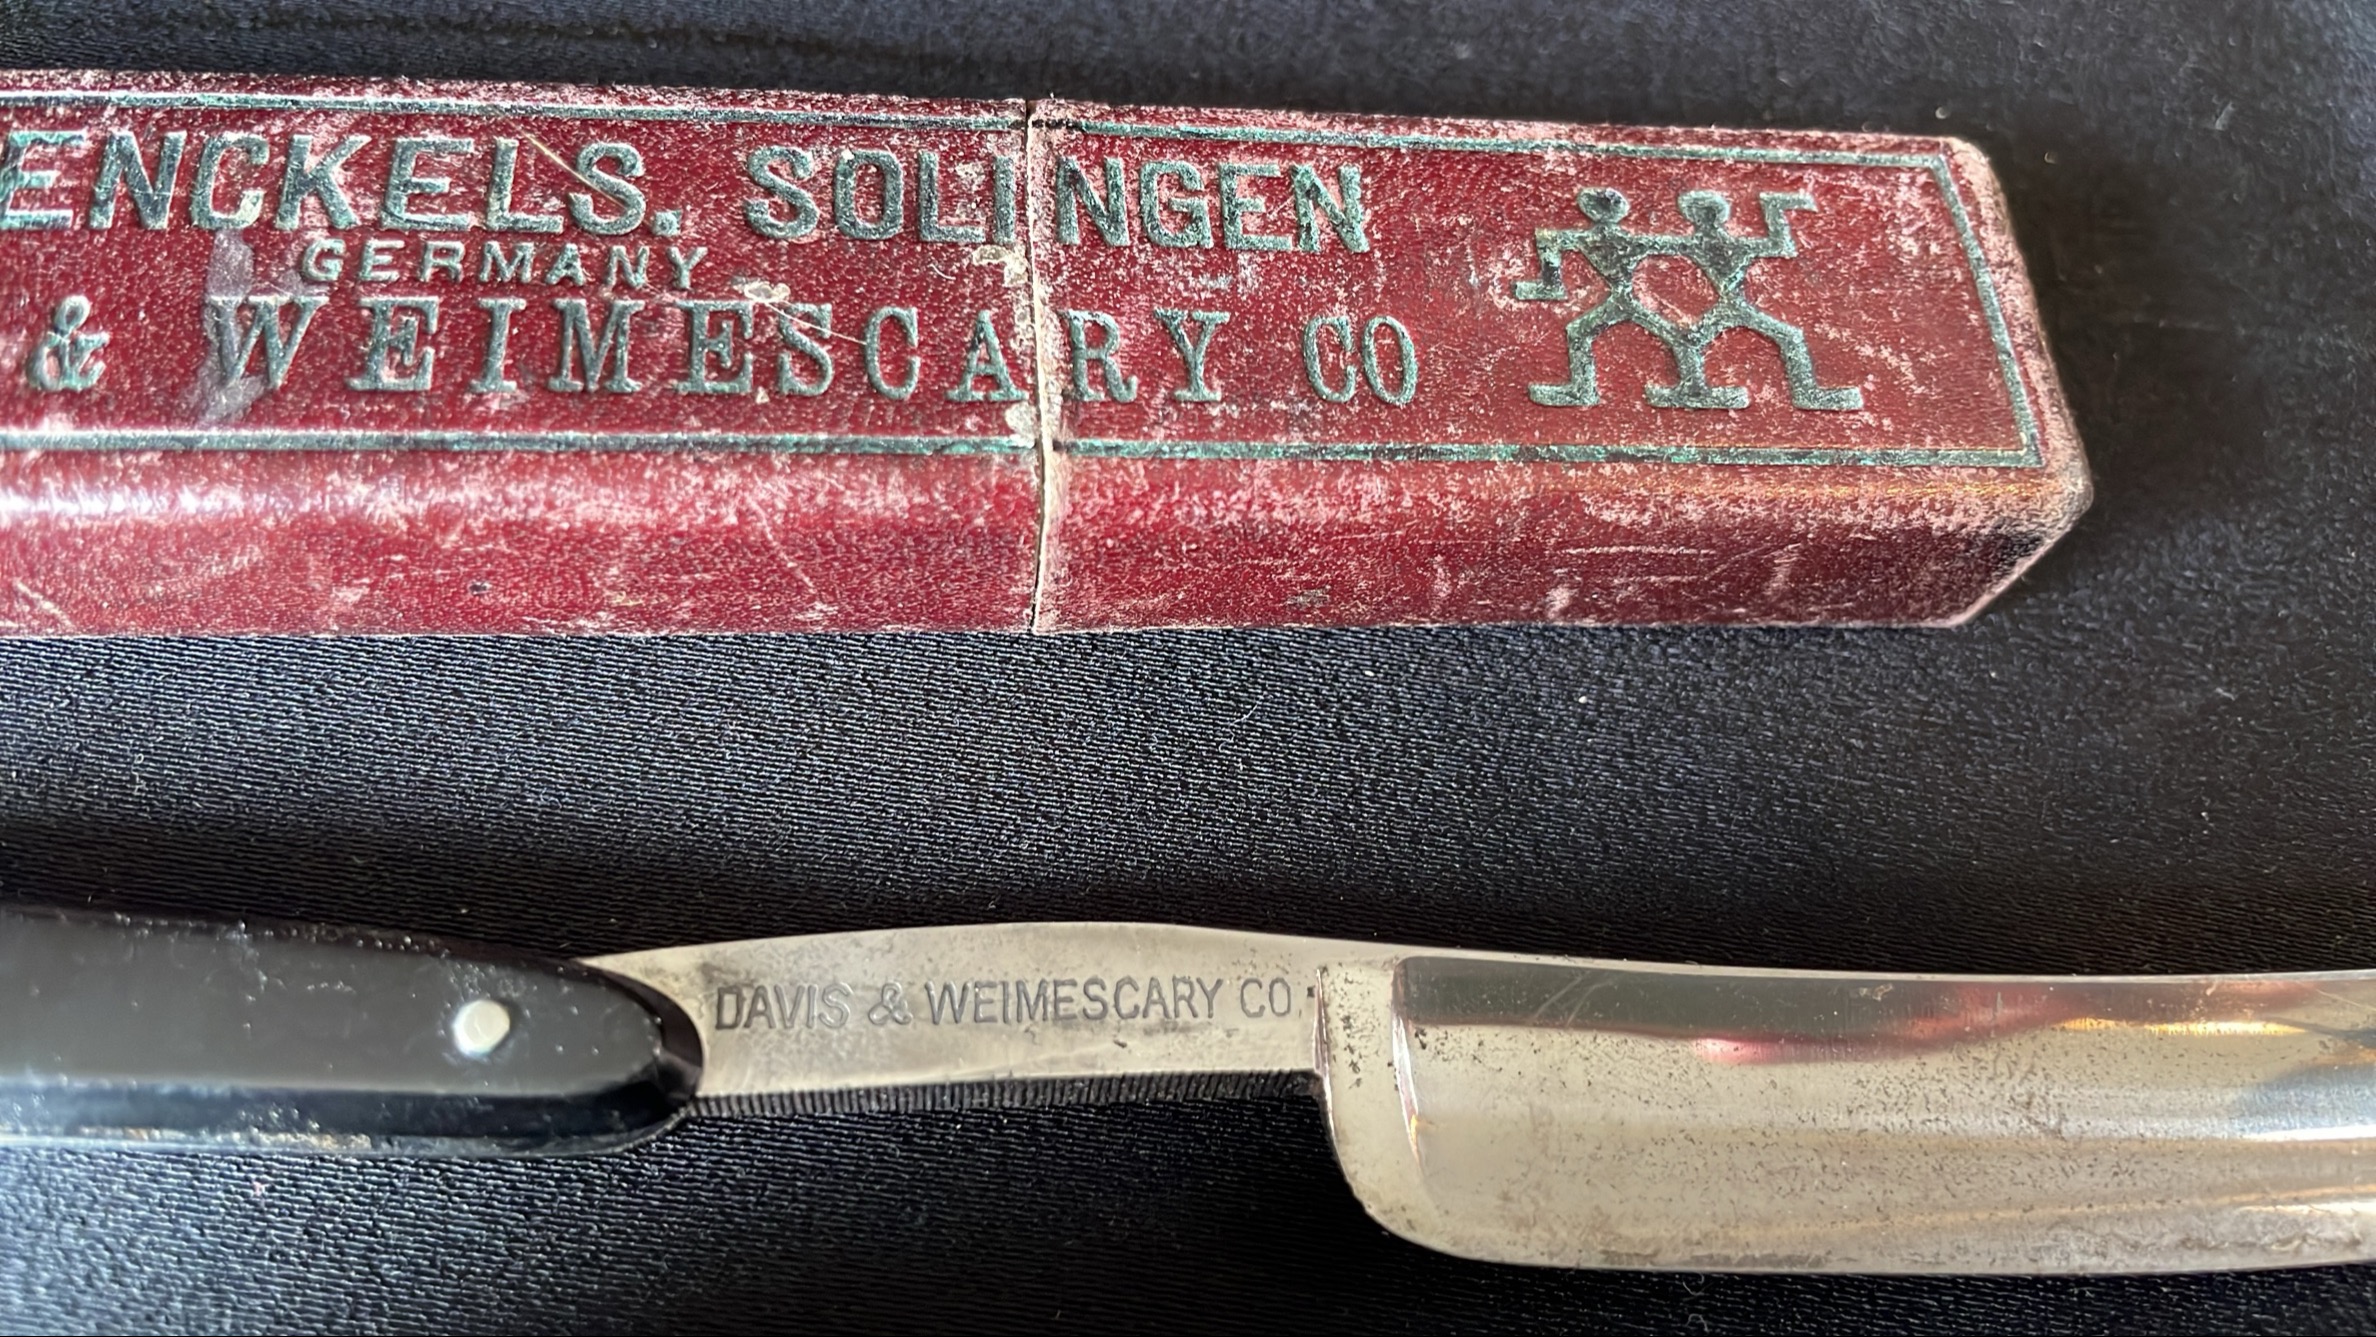 ENCKELS. SOLINGEN
GERMANY
& WEIMESCARY CO
DAVIS & WEIMESCARY CO.